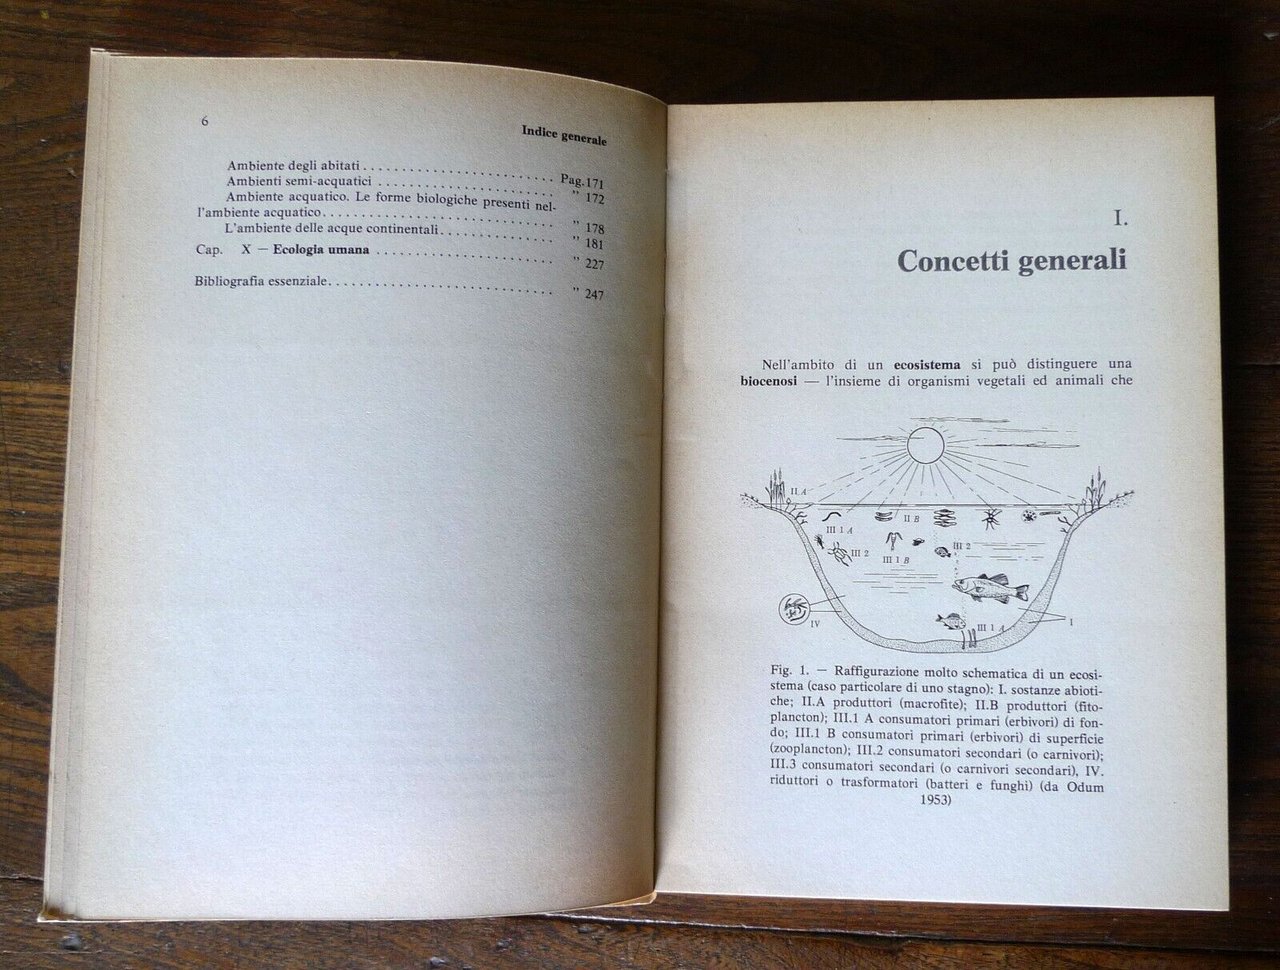 6
Indice generale
Ambiente degli abitati . . . . . . . . . . . . . . . . . . . . . . . . . Pag.171
Ambienti semi-acquatici . . . . . . . . . . . . . . . . . . . . . . . ” 172
Ambiente acquatico. Le forme biologiche presenti nel-
l'ambiente acquatico. . . . . . . . . . . . . . . . . . . . . . . . . . . . . . ” 178
L'ambiente delle acque continentali. . . . . . . . . . . . . . . ” 181
Cap. X — Ecologia umana . . . . . . . . . . . . . . . . . . . . . . . ” 227
Bibliografia essenziale. . . . . . . . . . . . . . . . . . . . . . . . . . . . . ” 247
I.
Concetti generali
Nell'ambito di un ecosistema si può distinguere una
biocenosi — l'insieme di organismi vegetali ed animali che
II A
II B
III 1 A
III 2
III 1 B
III 2
III 1 A
IV
I
Fig. 1. — Raffigurazione molto schematica di un ecosi-
stema (caso particolare di uno stagno): I. sostanze abioti-
che; II.A produttori (macrofite); II.B produttori (fito-
plancton); III.1 A consumatori primari (erbivori) di fon-
do; III.1 B consumatori primari (erbivori) di superficie
(zooplancton); III.2 consumatori secondari (o carnivori);
III.3 consumatori secondari (o carnivori secondari), IV.
riduttori o trasformatori (batteri e funghi) (da Odum
1953)